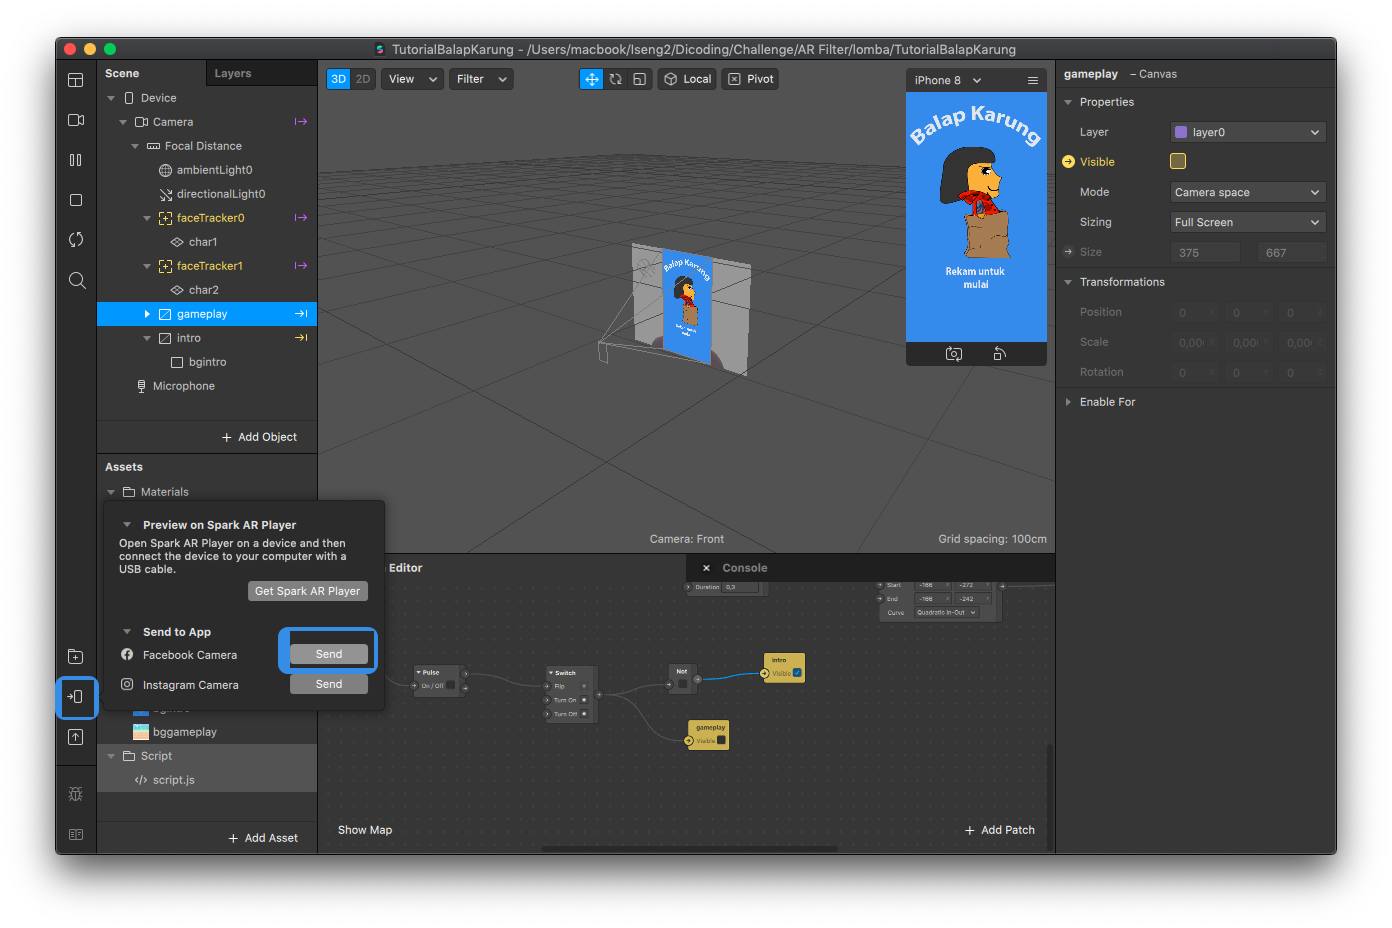 TutorialBalapKarung - /Users/macbook/Iseng2/Dicoding/Challenge/AR Filter/lomba/TutorialBalapKarung
Scene
Layers
Device
Camera
Focal Distance
ambientLight0
directionalLight0
faceTracker0
char1
faceTracker1
char2
gameplay
intro
bgintro
Microphone
+ Add Object
Assets
Materials
Preview on Spark AR Player
Open Spark AR Player on a device and then
connect the device to your computer with a
USB cable.
Get Spark AR Player
Send to App
Facebook Camera
Send
Instagram Camera
Send
bggameplay
Script
</> script.js
+ Add Asset
3D 2D
View
Filter
Local
Pivot
Balap Karung
Rekam untuk
mulai
Camera: Front
Grid spacing: 100cm
iPhone 8
Balap Karung
Rekam untuk
mulai
Editor
× Console
Duration 0,3
Start -166 -272
End -166 -242
Curve Quadratic In-Out
Pulse
On / Off
Switch
Flip
Turn On
Turn Off
Not
intro
Visible
gameplay
Visible
Show Map
+ Add Patch
gameplay – Canvas
Properties
Layer layer0
Visible
Mode Camera space
Sizing Full Screen
Size 375 667
Transformations
Position 0 0 0
Scale 0,00 0,00 0,00
Rotation 0 0 0
Enable For